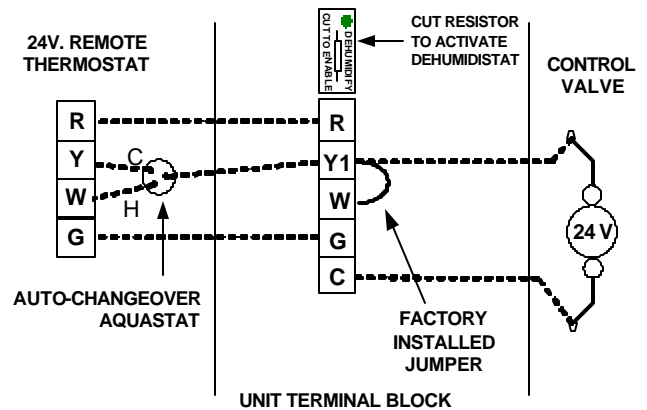 24V. REMOTE
THERMOSTAT
DEHUMIDIFY
CUT TO ENABLE
CUT RESISTOR
TO ACTIVATE
DEHUMIDISTAT
CONTROL
VALVE
R
Y
W
G
C
H
R
Y1
W
G
C
24 V
AUTO-CHANGEOVER
AQUASTAT
FACTORY
INSTALLED
JUMPER
UNIT TERMINAL BLOCK